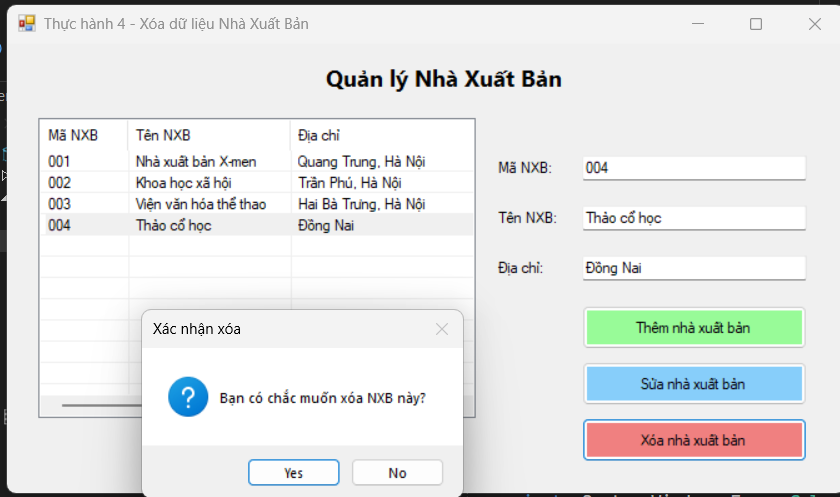 Thực hành 4 - Xóa dữ liệu Nhà Xuất Bản
Quản lý Nhà Xuất Bản
Mã NXB Tên NXB Địa chỉ
001 Nhà xuất bản X-men Quang Trung, Hà Nội
002 Khoa học xã hội Trần Phú, Hà Nội
003 Viện văn hóa thể thao Hai Bà Trưng, Hà Nội
004 Thảo cổ học Đồng Nai
Mã NXB: 004
Tên NXB: Thảo cổ học
Địa chỉ: Đồng Nai
Thêm nhà xuất bản
Sửa nhà xuất bản
Xóa nhà xuất bản
Xác nhận xóa
Bạn có chắc muốn xóa NXB này?
Yes No